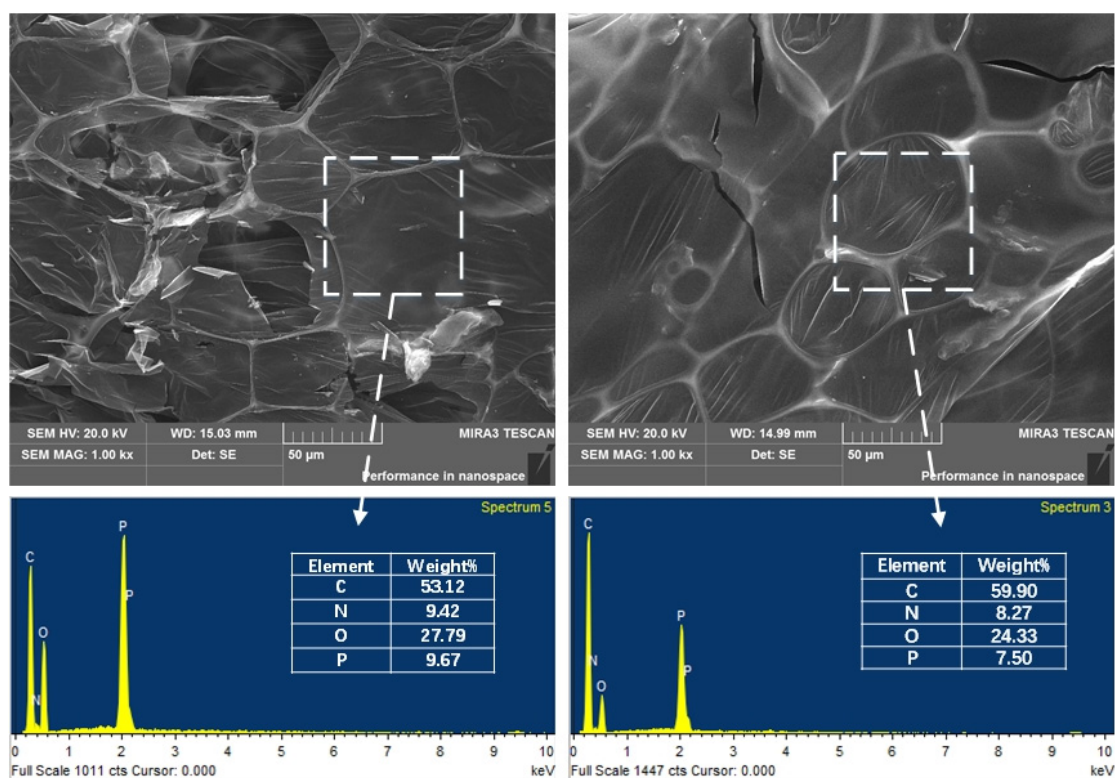 SEM HV: 20.0 kV WD: 15.03 mm MIRA3 TESCAN
SEM MAG: 1.00 kx Det: SE 50 µm
Performance in nanospace
SEM HV: 20.0 kV WD: 14.99 mm MIRA3 TESCAN
SEM MAG: 1.00 kx Det: SE 50 µm
Performance in nanospace
Spectrum 5
C
O
N
P
P
Element Weight%
C 53.12
N 9.42
O 27.79
P 9.67
0 1 2 3 4 5 6 7 8 9 10
Full Scale 1011 cts Cursor: 0.000 keV
Spectrum 3
C
N
O
P
P
Element Weight%
C 59.90
N 8.27
O 24.33
P 7.50
0 1 2 3 4 5 6 7 8 9 10
Full Scale 1447 cts Cursor: 0.000 keV